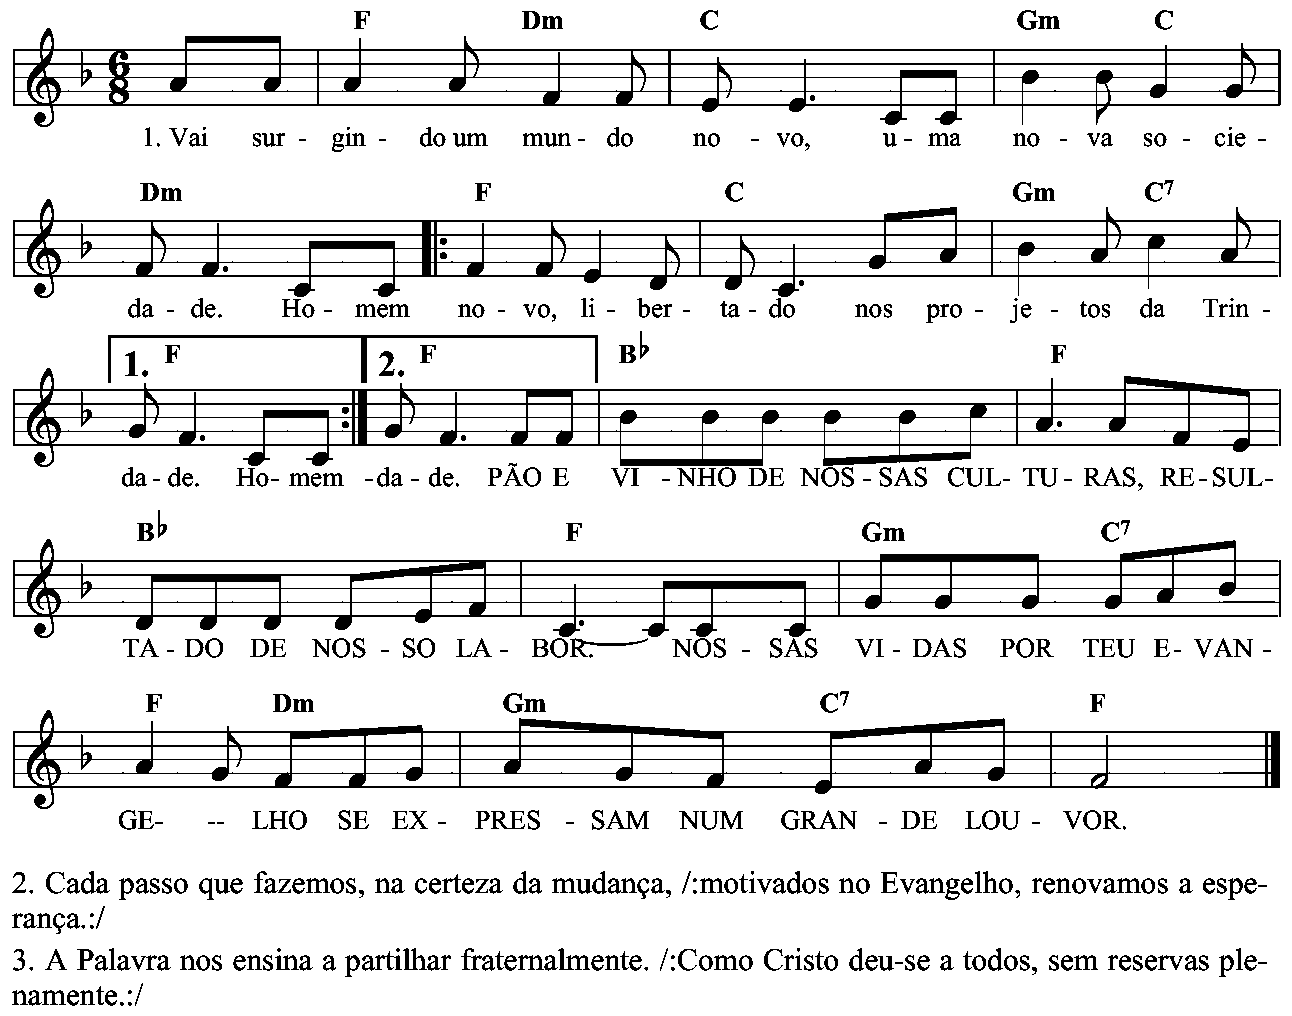 F Dm C Gm C
6
8
1. Vai sur - gin - do um mun - do no - vo, u - ma no - va so - cie -
Dm F C Gm C7
da - de. Ho - mem no - vo, li - ber - ta - do nos pro - je - tos da Trin -
1. F 2. F B♭ F
da - de. Ho - mem - da - de. PÃO E VI - NHO DE NOS - SAS CUL - TU - RAS, RE - SUL -
B♭ F Gm C7
TA - DO DE NOS - SO LA - BOR. NOS - SAS VI - DAS POR TEU E - VAN -
F Dm Gm C7 F
GE- -- LHO SE EX - PRES - SAM NUM GRAN - DE LOU - VOR.
2. Cada passo que fazemos, na certeza da mudança, /:motivados no Evangelho, renovamos a espe-
rança.:/
3. A Palavra nos ensina a partilhar fraternalmente. /:Como Cristo deu-se a todos, sem reservas ple-
namente.:/